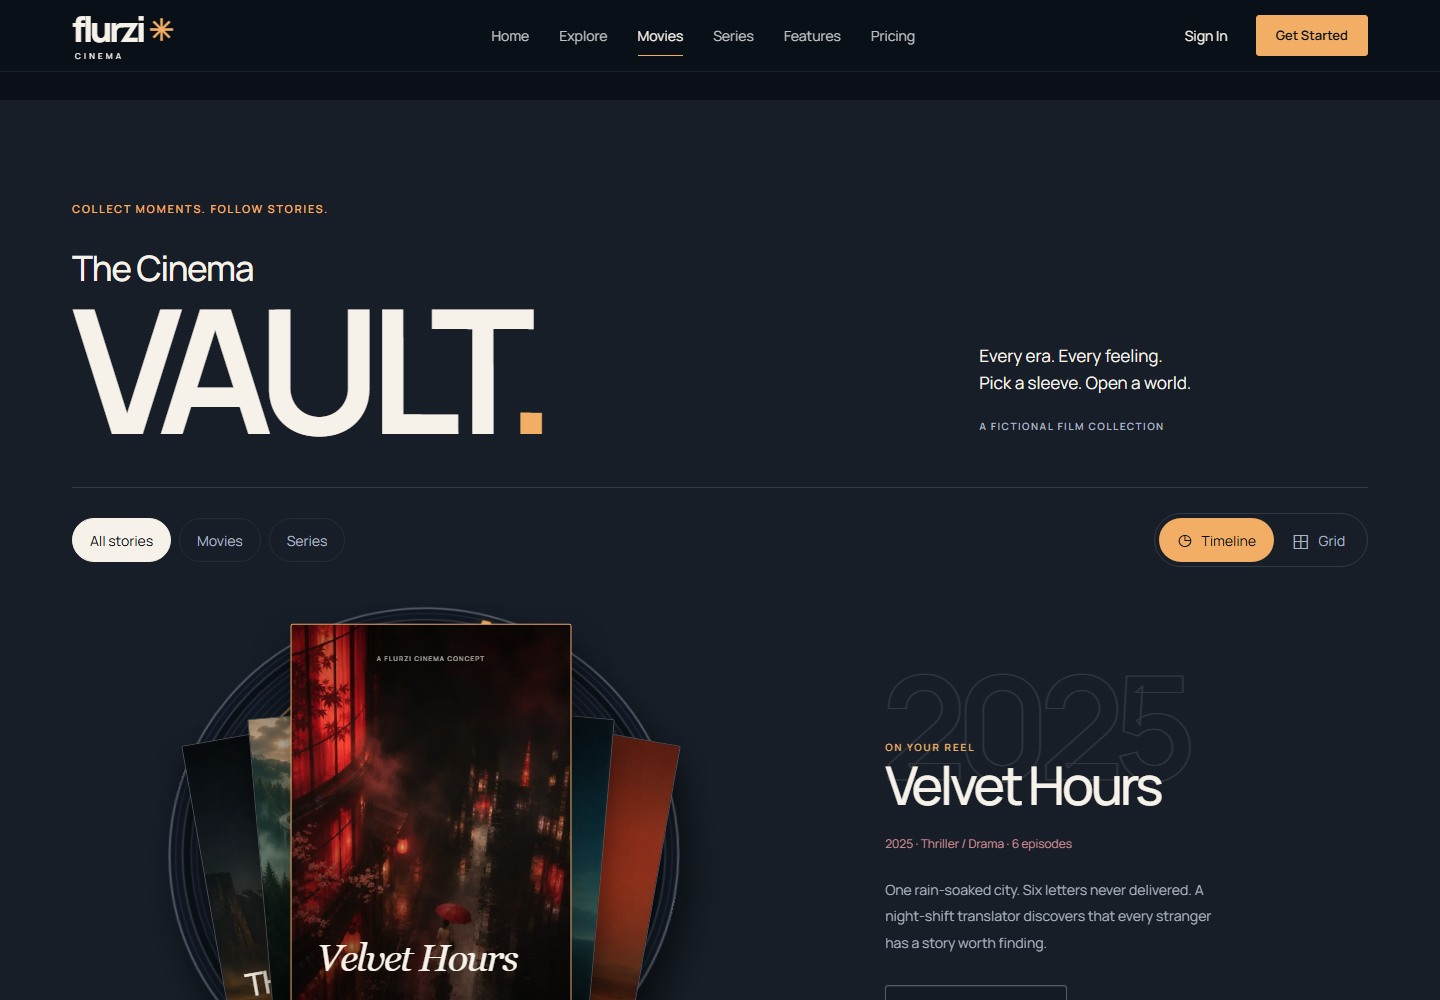 flurzi
CINEMA
Home
Explore
Movies
Series
Features
Pricing
Sign In
Get Started
COLLECT MOMENTS. FOLLOW STORIES.
The Cinema
VAULT.
Every era. Every feeling.
Pick a sleeve. Open a world.
A FICTIONAL FILM COLLECTION
All stories
Movies
Series
Timeline
Grid
A FLURZI CINEMA CONCEPT
Velvet Hours
2025
ON YOUR REEL
Velvet Hours
2025 · Thriller / Drama · 6 episodes
One rain-soaked city. Six letters never delivered. A
night-shift translator discovers that every stranger
has a story worth finding.